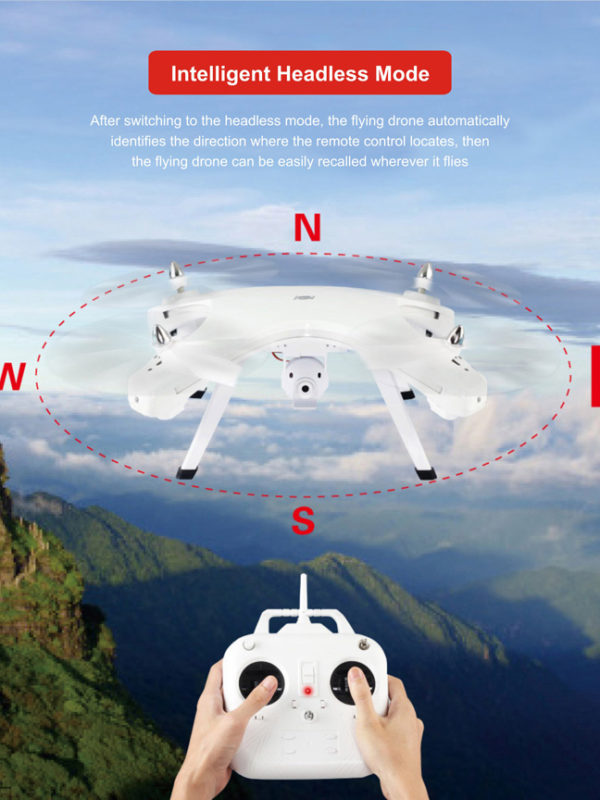 Intelligent Headless Mode
After switching to the headless mode, the flying drone automatically
identifies the direction where the remote control locates, then
the flying drone can be easily recalled wherever it flies
N
W
S